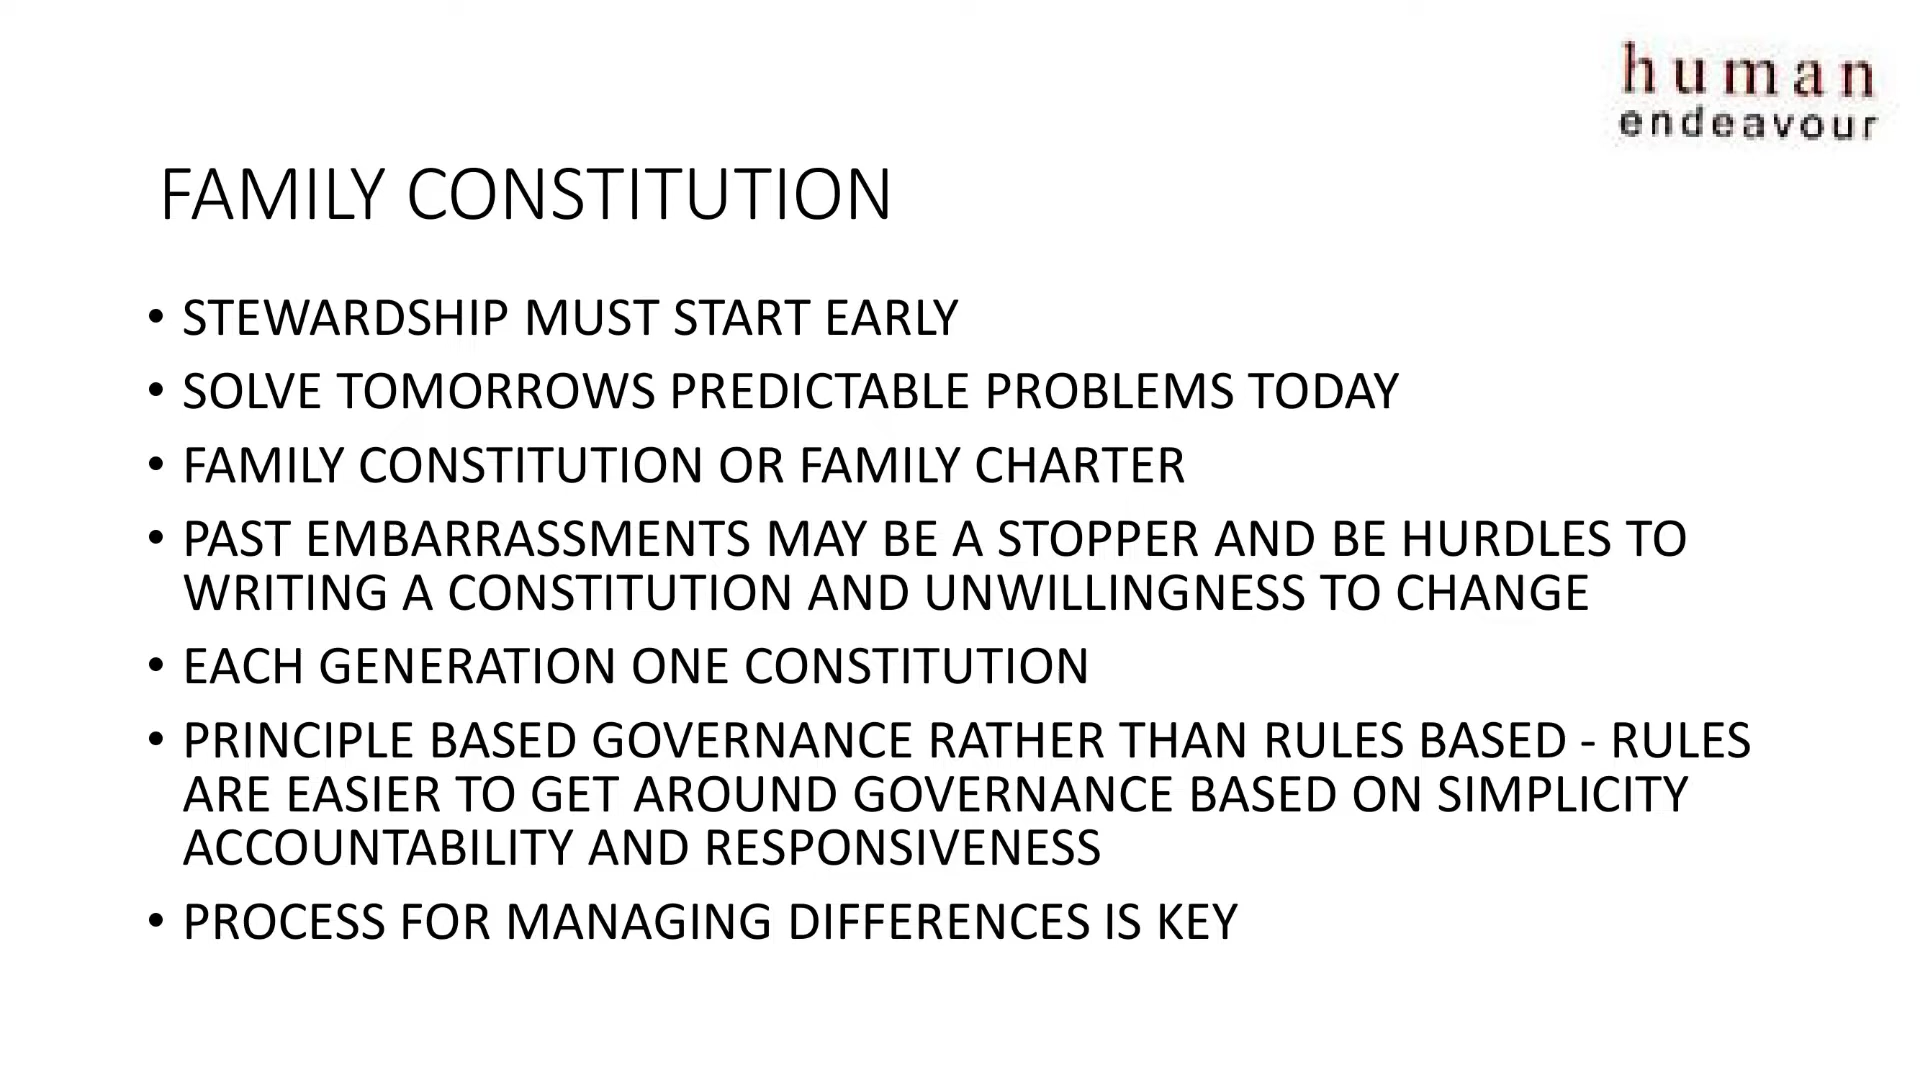 human
endeavour
FAMILY CONSTITUTION
• STEWARDSHIP MUST START EARLY
• SOLVE TOMORROWS PREDICTABLE PROBLEMS TODAY
• FAMILY CONSTITUTION OR FAMILY CHARTER
• PAST EMBARRASSMENTS MAY BE A STOPPER AND BE HURDLES TO
WRITING A CONSTITUTION AND UNWILLINGNESS TO CHANGE
• EACH GENERATION ONE CONSTITUTION
• PRINCIPLE BASED GOVERNANCE RATHER THAN RULES BASED - RULES
ARE EASIER TO GET AROUND GOVERNANCE BASED ON SIMPLICITY
ACCOUNTABILITY AND RESPONSIVENESS
• PROCESS FOR MANAGING DIFFERENCES IS KEY